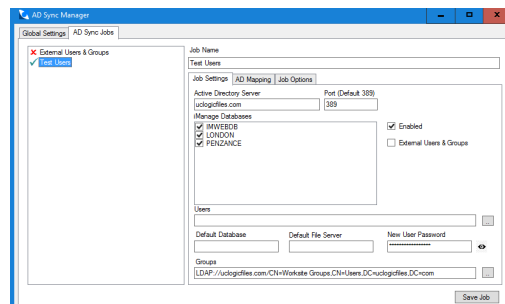 AD Sync Manager
Global Settings AD Sync Jobs
External Users & Groups
Test Users
Job Name
Test Users
Job Settings AD Mapping Job Options
Active Directory Server Port (Default 389)
uclogicfiles.com 389
iManage Databases
IMWEBDB
LONDON
PENZANCE
Enabled
External Users & Groups
Users
...
Default Database Default File Server New User Password
*****************
Groups
LDAP://uclogicfiles.com/CN=Worksite Groups,CN=Users,DC=uclogicfiles,DC=com
...
Save Job